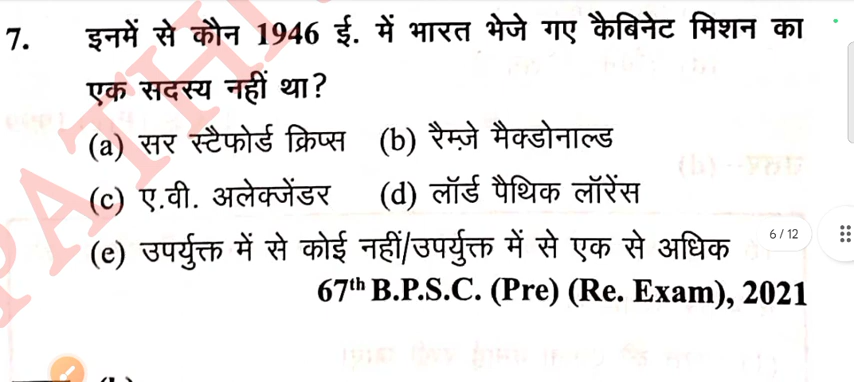 7. इनमें से कौन 1946 ई. में भारत भेजे गए कैबिनेट मिशन का
एक सदस्य नहीं था?
(a) सर स्टैफोर्ड क्रिप्स (b) रैम्ज़े मैक्डोनाल्ड
(c) ए.वी. अलेक्जेंडर (d) लॉर्ड पैथिक लॉरेंस
(e) उपर्युक्त में से कोई नहीं/उपर्युक्त में से एक से अधिक
6 / 12
67th B.P.S.C. (Pre) (Re. Exam), 2021